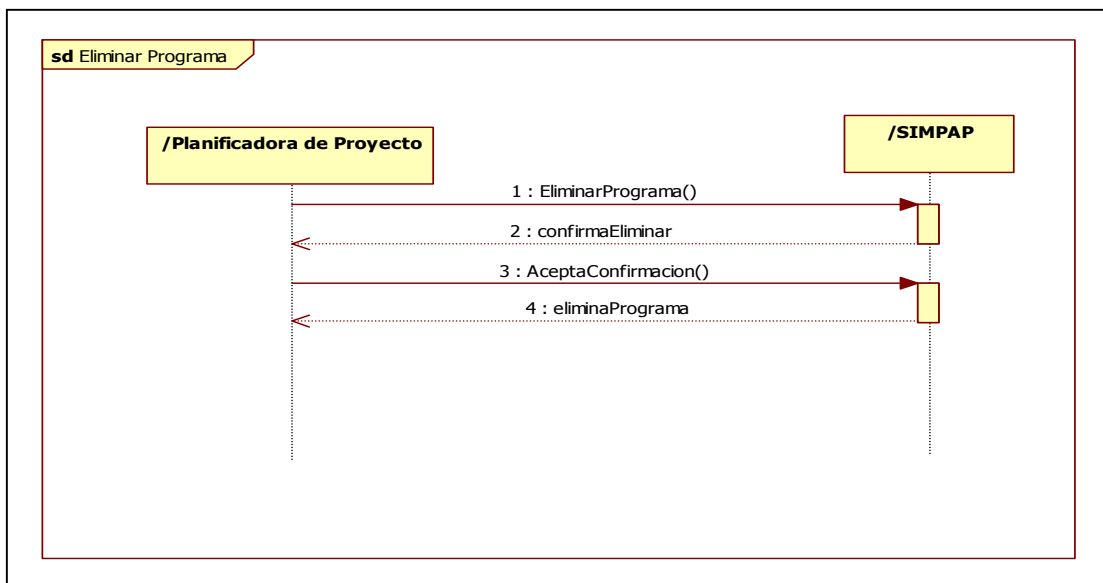 sd Eliminar Programa
/Planificadora de Proyecto
/SIMPAP
1 : EliminarPrograma()
2 : confirmaEliminar
3 : AceptaConfirmacion()
4 : eliminaPrograma